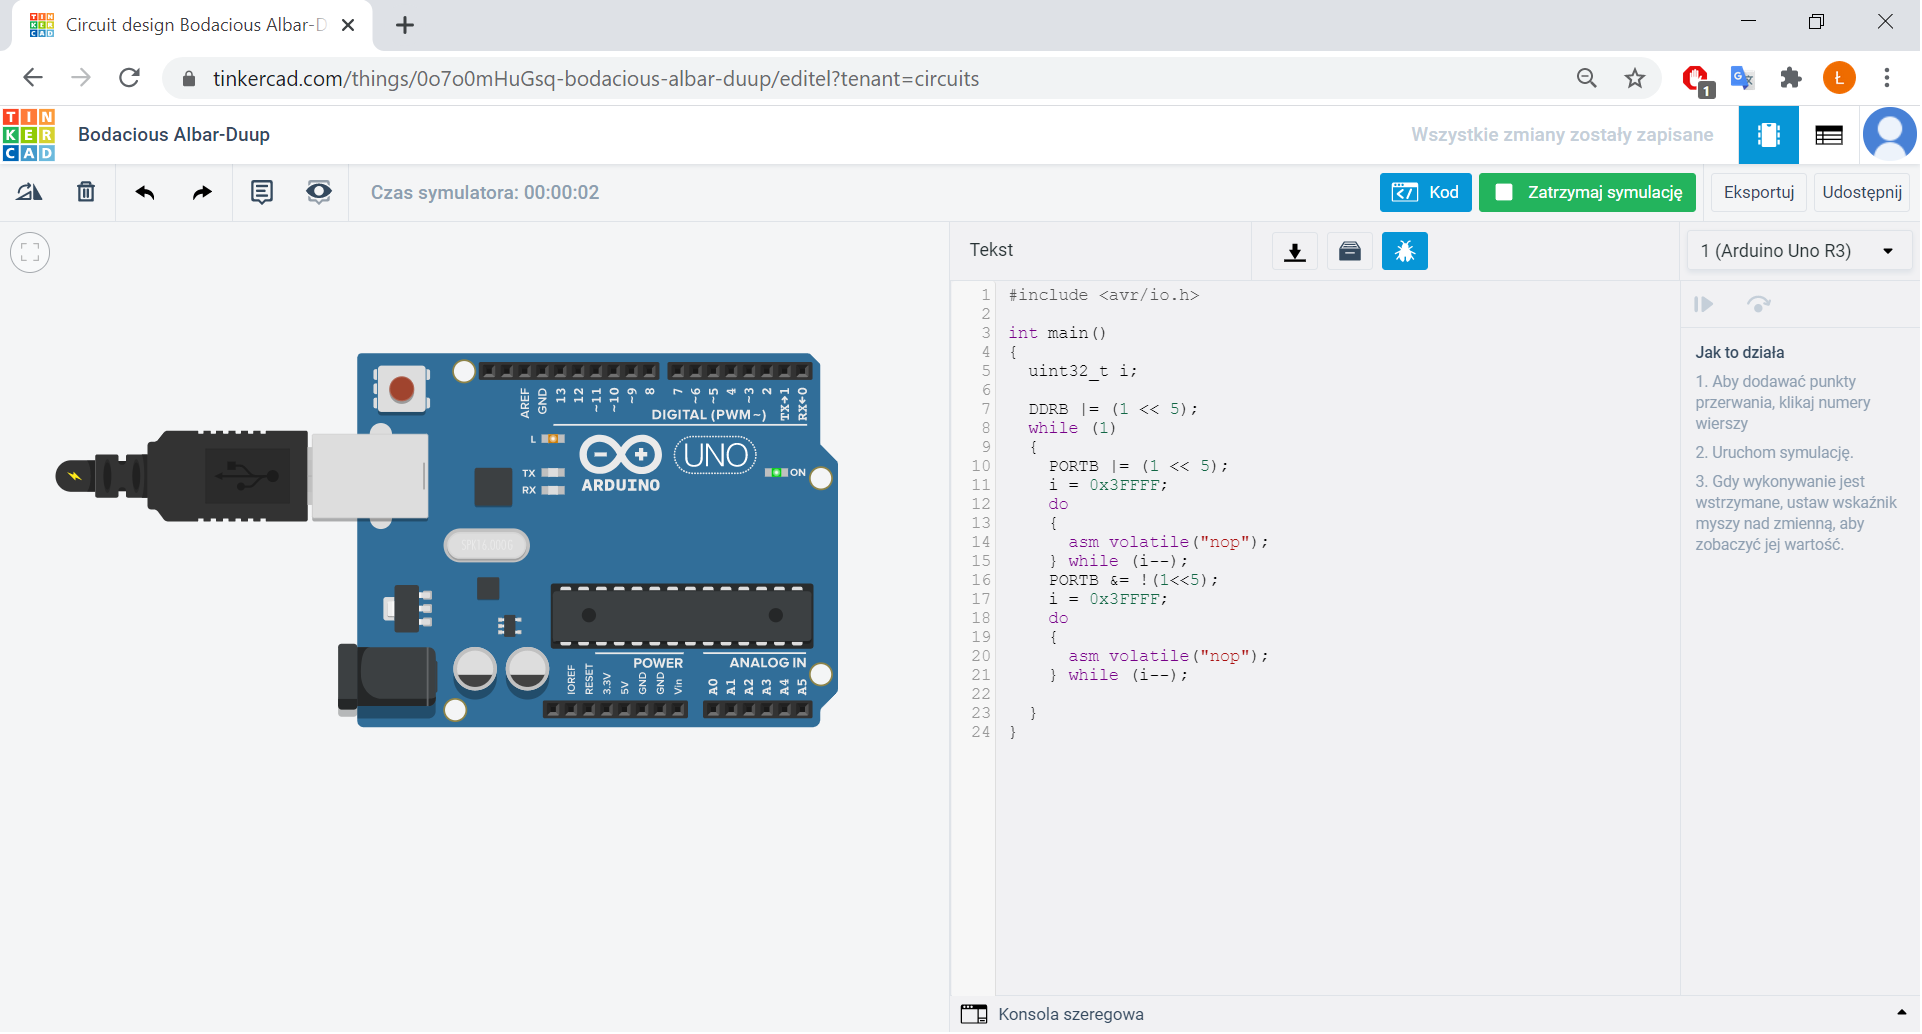 Circuit design Bodacious Albar-D
tinkercad.com/things/0o7o0mHuGsq-bodacious-albar-duup/editel?tenant=circuits
1
Ł
TIN
KER
CAD
Bodacious Albar-Duup
Wszystkie zmiany zostały zapisane
Czas symulatora: 00:00:02
Kod
Zatrzymaj symulację
Eksportuj
Udostępnij
Tekst
1 (Arduino Uno R3)
AREF
GND
13
12
~11
~10
~9
8
7
~6
~5
4
~3
2
TX→1
RX←0
DIGITAL (PWM~)
L
TX
RX
ARDUINO
UNO
ON
POWER
ANALOG IN
IOREF
RESET
3.3V
5V
GND
GND
Vin
A0
A1
A2
A3
A4
A5
1 #include <avr/io.h>
2
3 int main()
4 {
5 uint32_t i;
6
7 DDRB |= (1 << 5);
8 while (1)
9 {
10 PORTB |= (1 << 5);
11 i = 0x3FFFF;
12 do
13 {
14 asm volatile("nop");
15 } while (i--);
16 PORTB &= !(1<<5);
17 i = 0x3FFFF;
18 do
19 {
20 asm volatile("nop");
21 } while (i--);
22
23 }
24 }
Jak to działa
1. Aby dodawać punkty
przerwania, klikaj numery
wierszy
2. Uruchom symulację.
3. Gdy wykonywanie jest
wstrzymane, ustaw wskaźnik
myszy nad zmienną, aby
zobaczyć jej wartość.
Konsola szeregowa